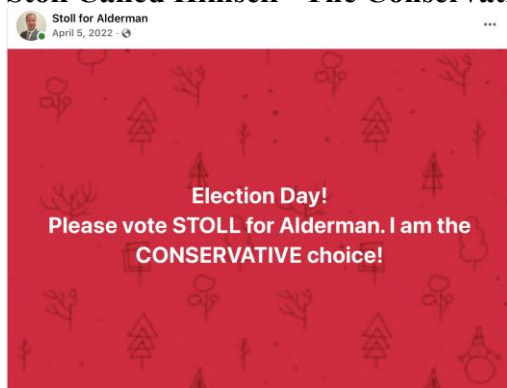 Stoll for Alderman
April 5, 2022 ·
Election Day!
Please vote STOLL for Alderman. I am the
CONSERVATIVE choice!